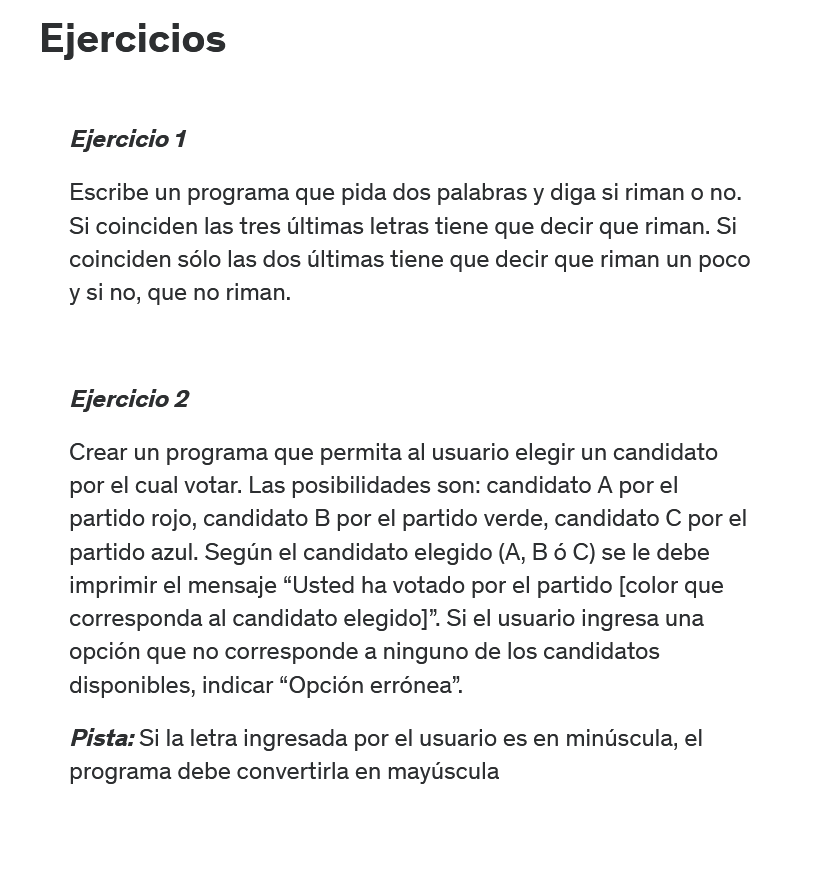 Ejercicios
Ejercicio 1
Escribe un programa que pida dos palabras y diga si riman o no.
Si coinciden las tres últimas letras tiene que decir que riman. Si
coinciden sólo las dos últimas tiene que decir que riman un poco
y si no, que no riman.
Ejercicio 2
Crear un programa que permita al usuario elegir un candidato
por el cual votar. Las posibilidades son: candidato A por el
partido rojo, candidato B por el partido verde, candidato C por el
partido azul. Según el candidato elegido (A, B ó C) se le debe
imprimir el mensaje “Usted ha votado por el partido [color que
corresponda al candidato elegido]”. Si el usuario ingresa una
opción que no corresponde a ninguno de los candidatos
disponibles, indicar “Opción errónea”.
Pista: Si la letra ingresada por el usuario es en minúscula, el
programa debe convertirla en mayúscula